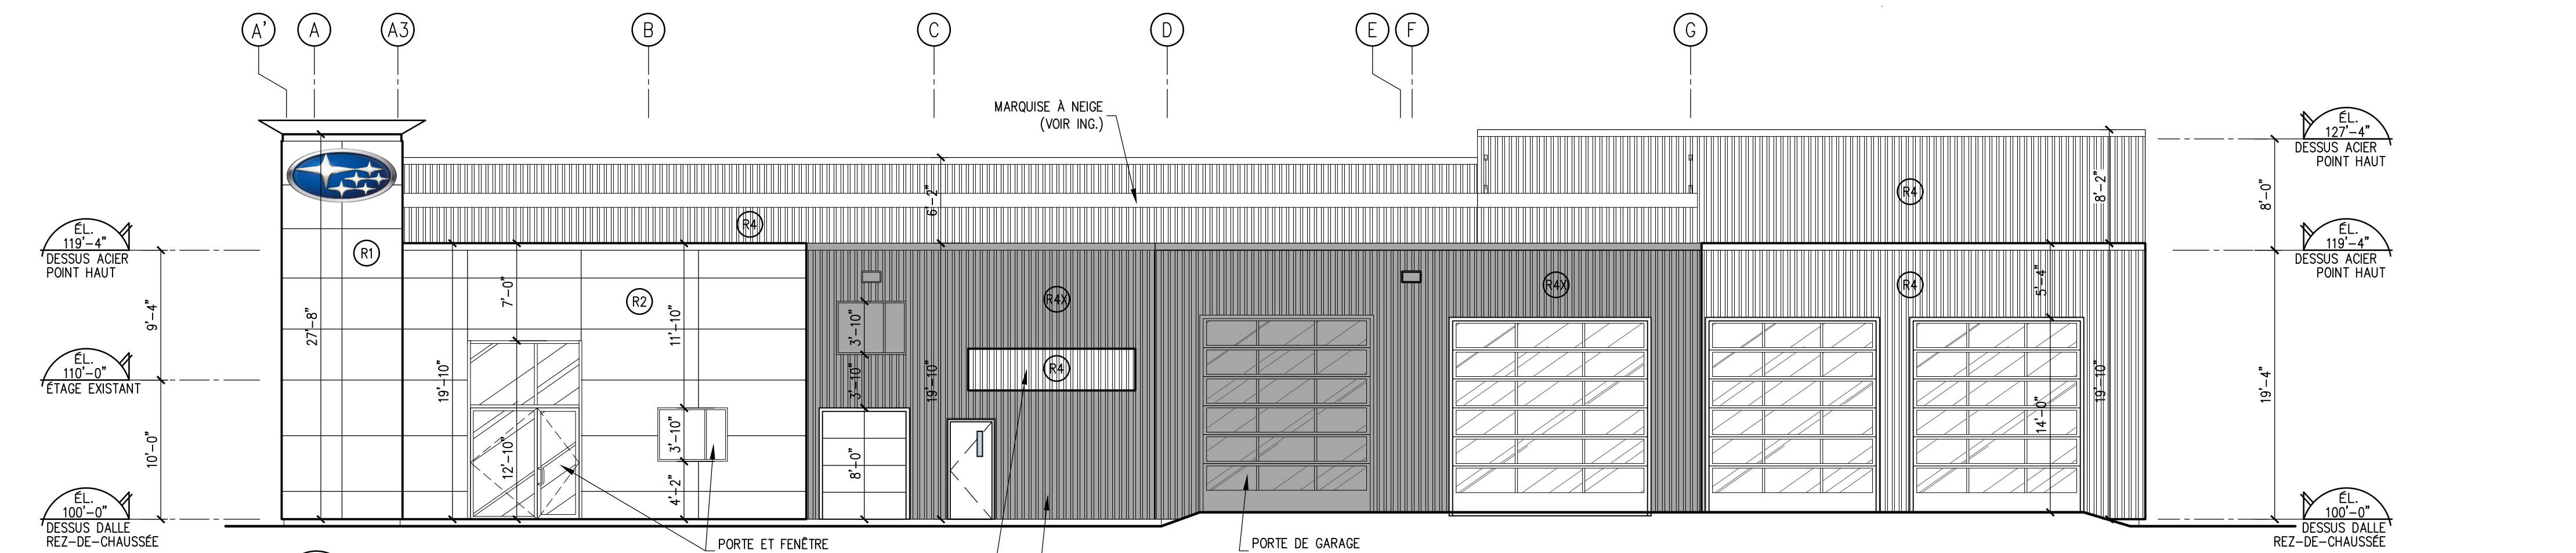 A'
A
A3
B
C
D
E
F
G
MARQUISE À NEIGE
(VOIR ING.)
ÉL.
127'-4"
DESSUS ACIER
POINT HAUT
ÉL.
119'-4"
DESSUS ACIER
POINT HAUT
ÉL.
119'-4"
DESSUS ACIER
POINT HAUT
ÉL.
110'-0"
ÉTAGE EXISTANT
ÉL.
100'-0"
DESSUS DALLE
REZ-DE-CHAUSSÉE
ÉL.
100'-0"
DESSUS DALLE
REZ-DE-CHAUSSÉE
9'-4"
10'-0"
27'-8"
R1
19'-10"
7'-0"
12'-10"
R2
R4
11'-10"
3'-10"
4'-2"
3'-10"
3'-10"
8'-0"
6'-2"
19'-10"
R4X
R4
R4X
R4
R4
5'-4"
14'-0"
8'-2"
19'-10"
8'-0"
19'-4"
PORTE ET FENÊTRE
PORTE DE GARAGE